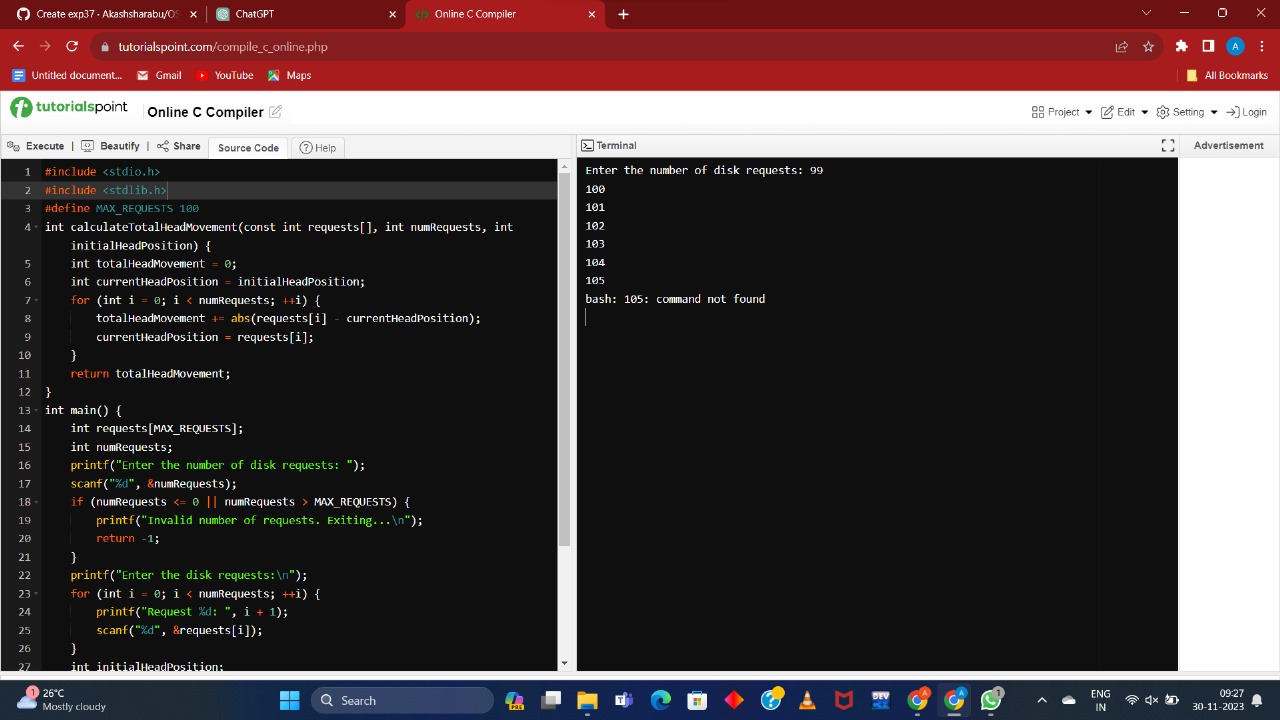 Create exp37 · Akashsharabu/OS
ChatGPT
Online C Compiler
tutorialspoint.com/compile_c_online.php
A
Untitled document...
Gmail
YouTube
Maps
All Bookmarks
tutorialspoint
Online C Compiler
Project
Edit
Setting
Login
Execute | Beautify | Share
Source Code
Help
1 #include <stdio.h>
2 #include <stdlib.h>
3 #define MAX_REQUESTS 100
4 int calculateTotalHeadMovement(const int requests[], int numRequests, int
initialHeadPosition) {
5 int totalHeadMovement = 0;
6 int currentHeadPosition = initialHeadPosition;
7 for (int i = 0; i < numRequests; ++i) {
8 totalHeadMovement += abs(requests[i] - currentHeadPosition);
9 currentHeadPosition = requests[i];
10 }
11 return totalHeadMovement;
12 }
13 int main() {
14 int requests[MAX_REQUESTS];
15 int numRequests;
16 printf("Enter the number of disk requests: ");
17 scanf("%d", &numRequests);
18 if (numRequests <= 0 || numRequests > MAX_REQUESTS) {
19 printf("Invalid number of requests. Exiting...\n");
20 return -1;
21 }
22 printf("Enter the disk requests:\n");
23 for (int i = 0; i < numRequests; ++i) {
24 printf("Request %d: ", i + 1);
25 scanf("%d", &requests[i]);
26 }
27 int initialHeadPosition;
Terminal
Enter the number of disk requests: 99
100
101
102
103
104
105
bash: 105: command not found
Advertisement
1
26°C
Mostly cloudy
Search
PRE
DEV
A
A
1
ENG
IN
09:27
30-11-2023